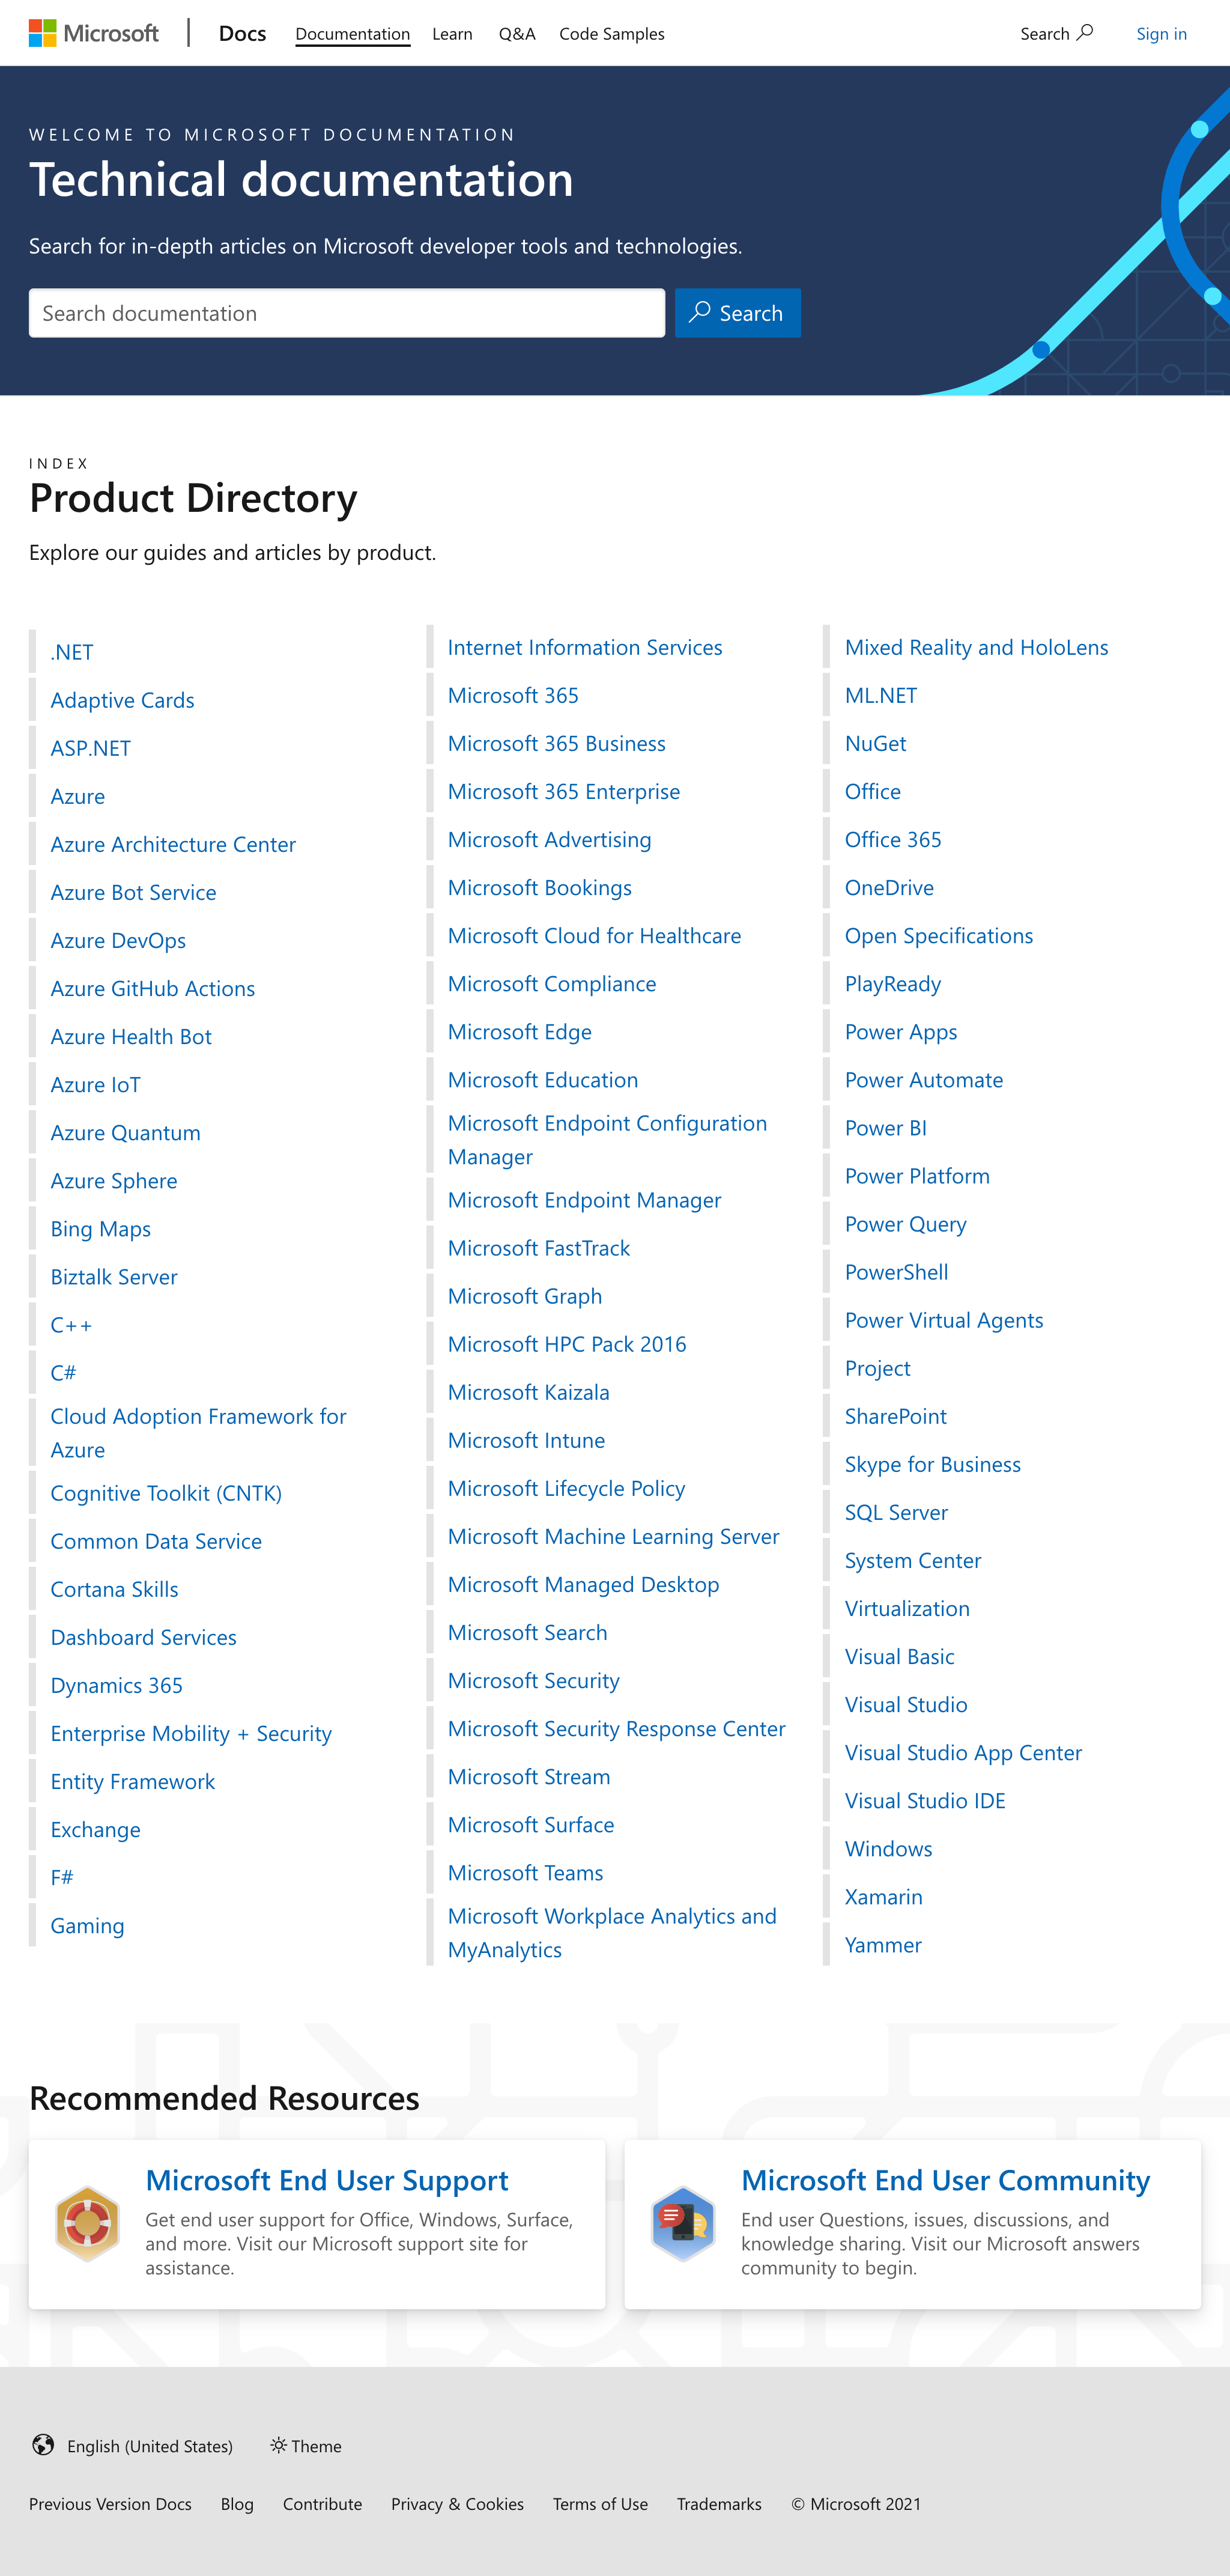 Microsoft | Docs Documentation Learn Q&A Code Samples Search Sign in
WELCOME TO MICROSOFT DOCUMENTATION
Technical documentation
Search for in-depth articles on Microsoft developer tools and technologies.
Search documentation Search
INDEX
Product Directory
Explore our guides and articles by product.
.NET
Adaptive Cards
ASP.NET
Azure
Azure Architecture Center
Azure Bot Service
Azure DevOps
Azure GitHub Actions
Azure Health Bot
Azure IoT
Azure Quantum
Azure Sphere
Bing Maps
Biztalk Server
C++
C#
Cloud Adoption Framework for
Azure
Cognitive Toolkit (CNTK)
Common Data Service
Cortana Skills
Dashboard Services
Dynamics 365
Enterprise Mobility + Security
Entity Framework
Exchange
F#
Gaming
Internet Information Services
Microsoft 365
Microsoft 365 Business
Microsoft 365 Enterprise
Microsoft Advertising
Microsoft Bookings
Microsoft Cloud for Healthcare
Microsoft Compliance
Microsoft Edge
Microsoft Education
Microsoft Endpoint Configuration
Manager
Microsoft Endpoint Manager
Microsoft FastTrack
Microsoft Graph
Microsoft HPC Pack 2016
Microsoft Kaizala
Microsoft Intune
Microsoft Lifecycle Policy
Microsoft Machine Learning Server
Microsoft Managed Desktop
Microsoft Search
Microsoft Security
Microsoft Security Response Center
Microsoft Stream
Microsoft Surface
Microsoft Teams
Microsoft Workplace Analytics and
MyAnalytics
Mixed Reality and HoloLens
ML.NET
NuGet
Office
Office 365
OneDrive
Open Specifications
PlayReady
Power Apps
Power Automate
Power BI
Power Platform
Power Query
PowerShell
Power Virtual Agents
Project
SharePoint
Skype for Business
SQL Server
System Center
Virtualization
Visual Basic
Visual Studio
Visual Studio App Center
Visual Studio IDE
Windows
Xamarin
Yammer
Recommended Resources
Microsoft End User Support
Get end user support for Office, Windows, Surface,
and more. Visit our Microsoft support site for
assistance.
Microsoft End User Community
End user Questions, issues, discussions, and
knowledge sharing. Visit our Microsoft answers
community to begin.
English (United States) Theme
Previous Version Docs Blog Contribute Privacy & Cookies Terms of Use Trademarks © Microsoft 2021